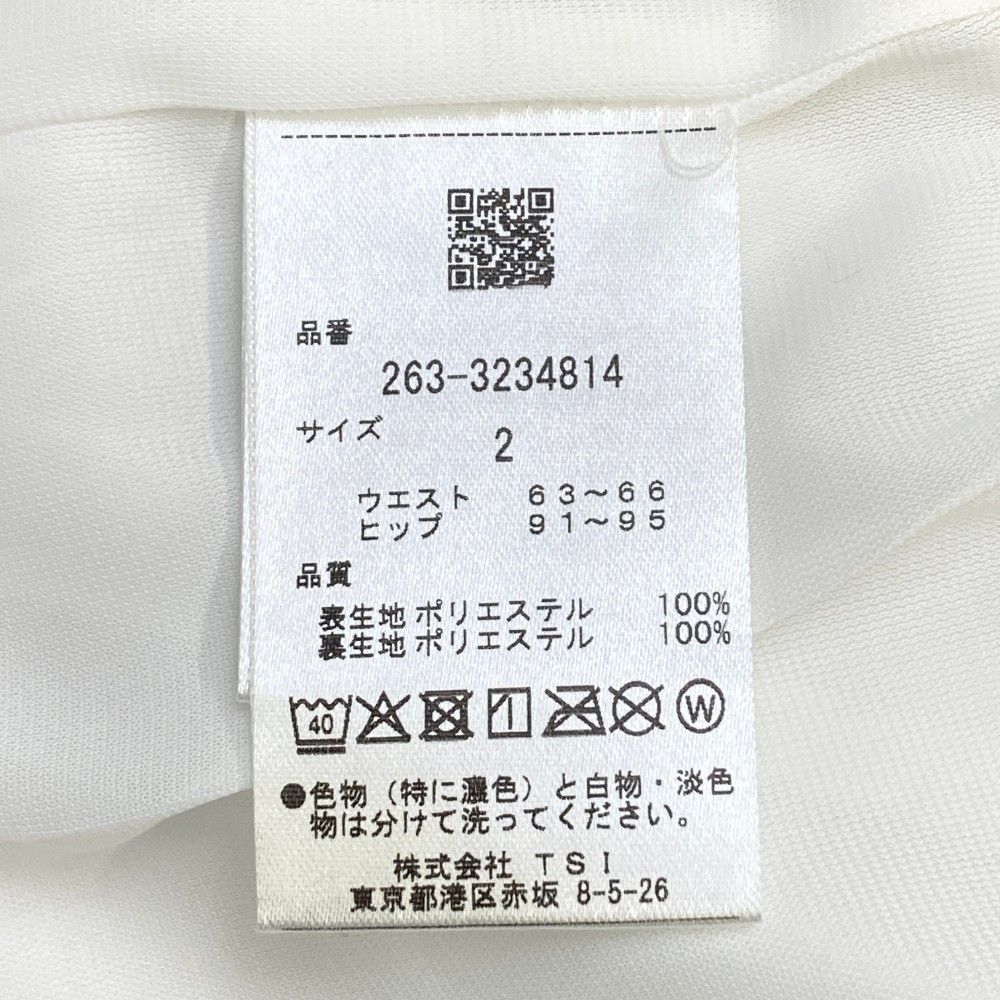 品番
263-3234814
サイズ
2
ウエスト 63～66
ヒップ 91～95
品質
表生地 ポリエステル 100%
裏生地 ポリエステル 100%
40 W
●色物（特に濃色）と白物・淡色
物は分けて洗ってください。
株式会社 TSI
東京都港区赤坂 8-5-26